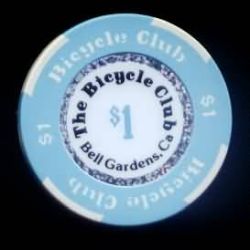 Bicycle Club
$1
$1
Bicycle Club
The Bicycle Club
$1
Bell Gardens, Ca